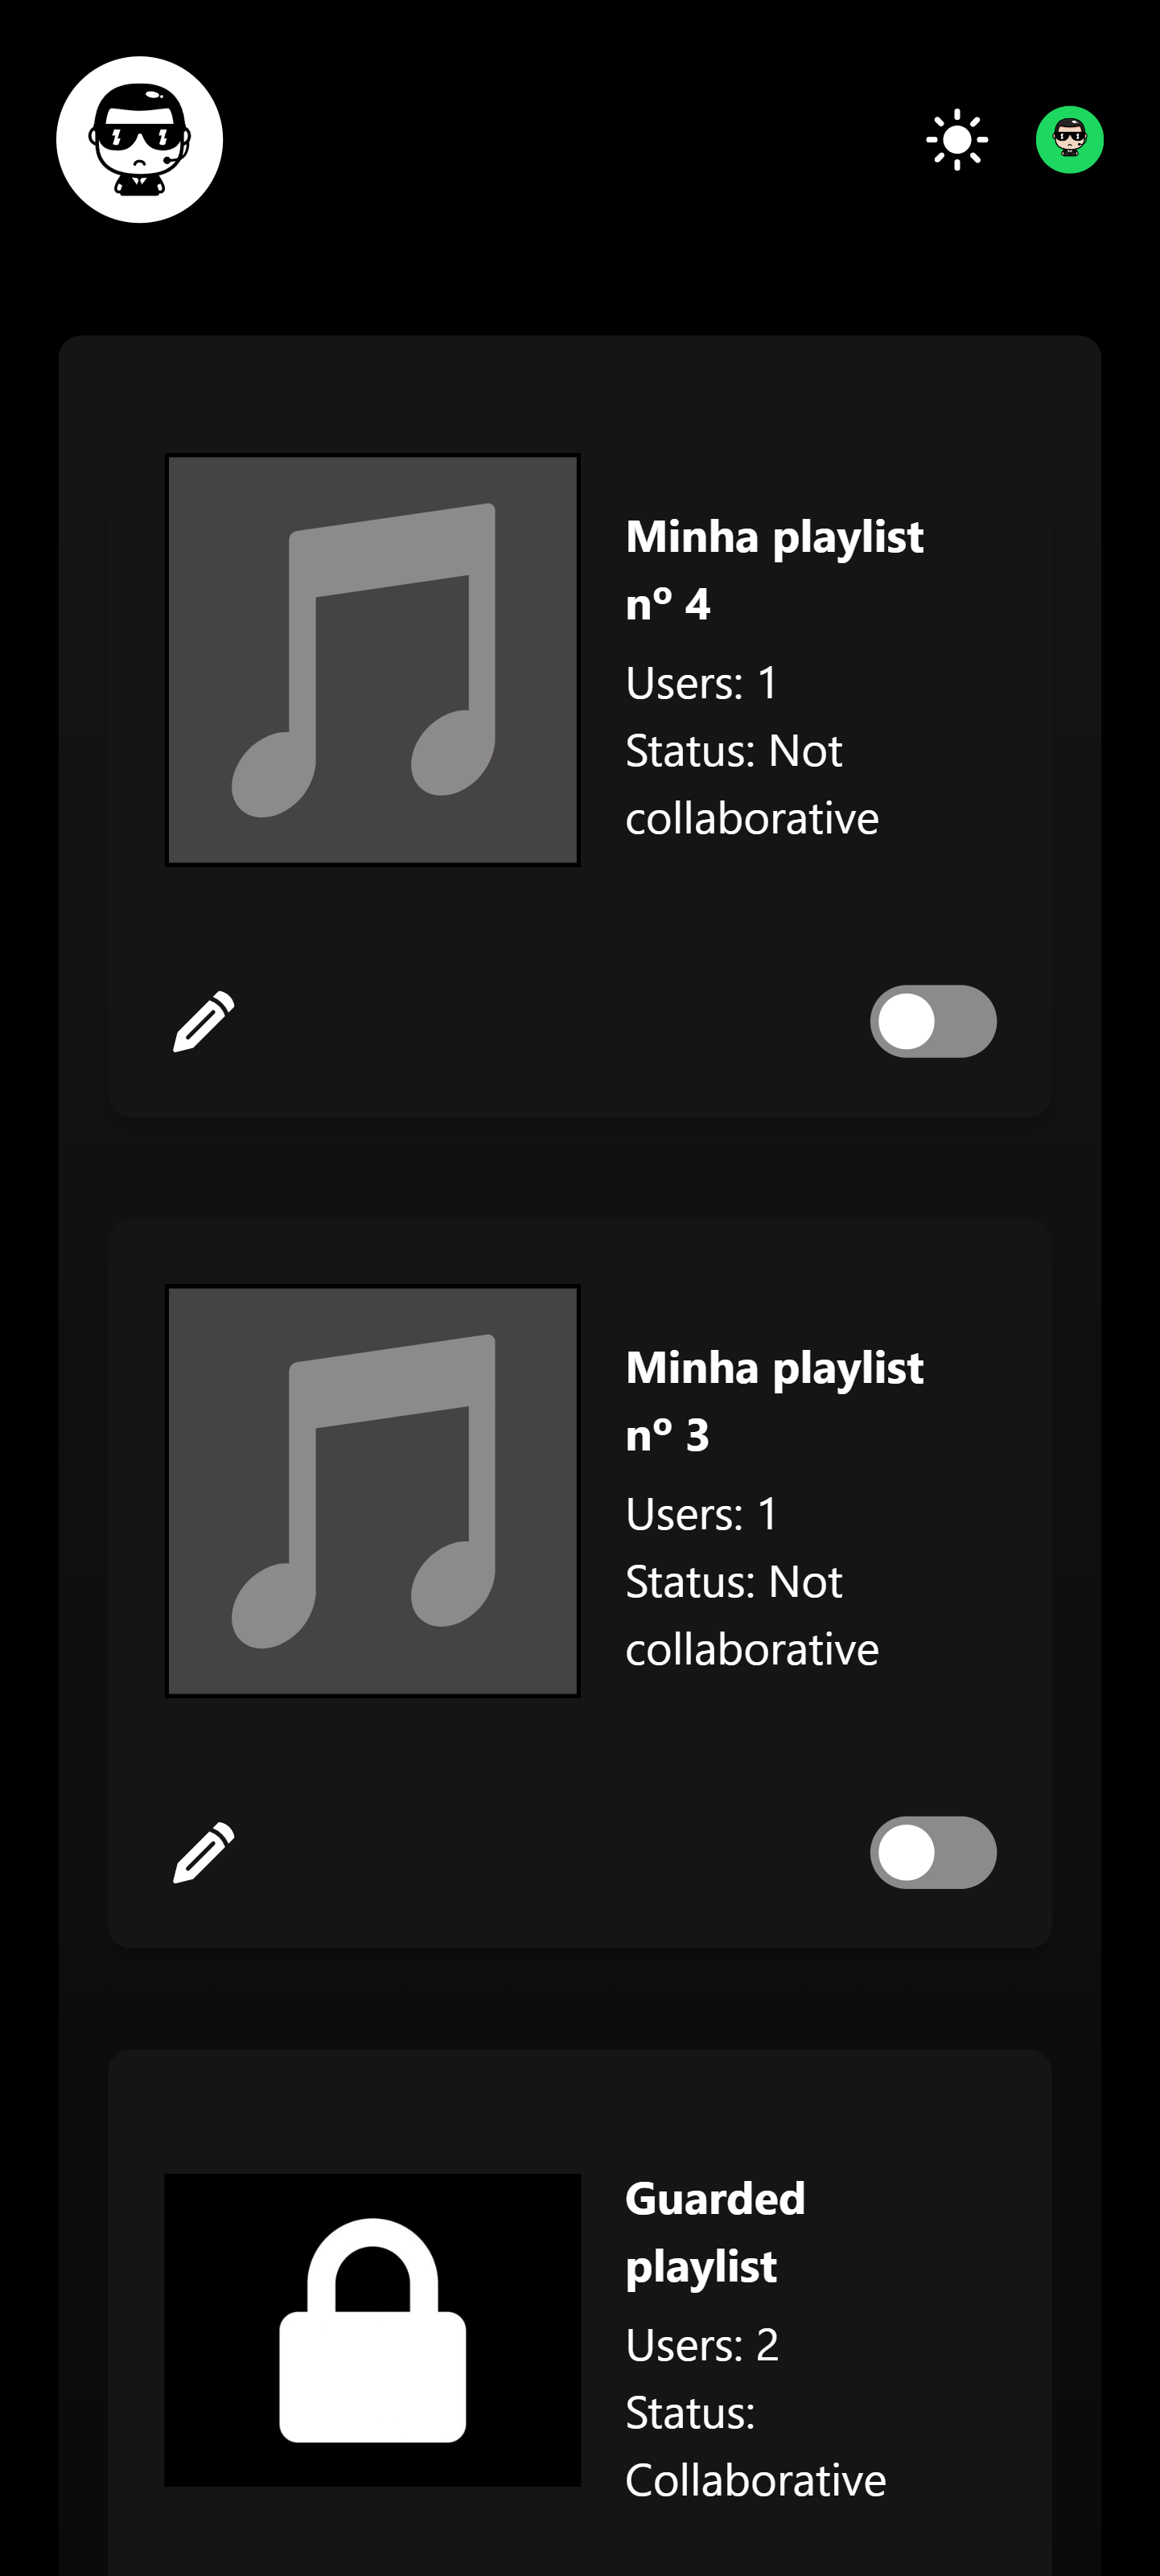 Minha playlist
nº 4
Users: 1
Status: Not
collaborative
Minha playlist
nº 3
Users: 1
Status: Not
collaborative
Guarded
playlist
Users: 2
Status:
Collaborative